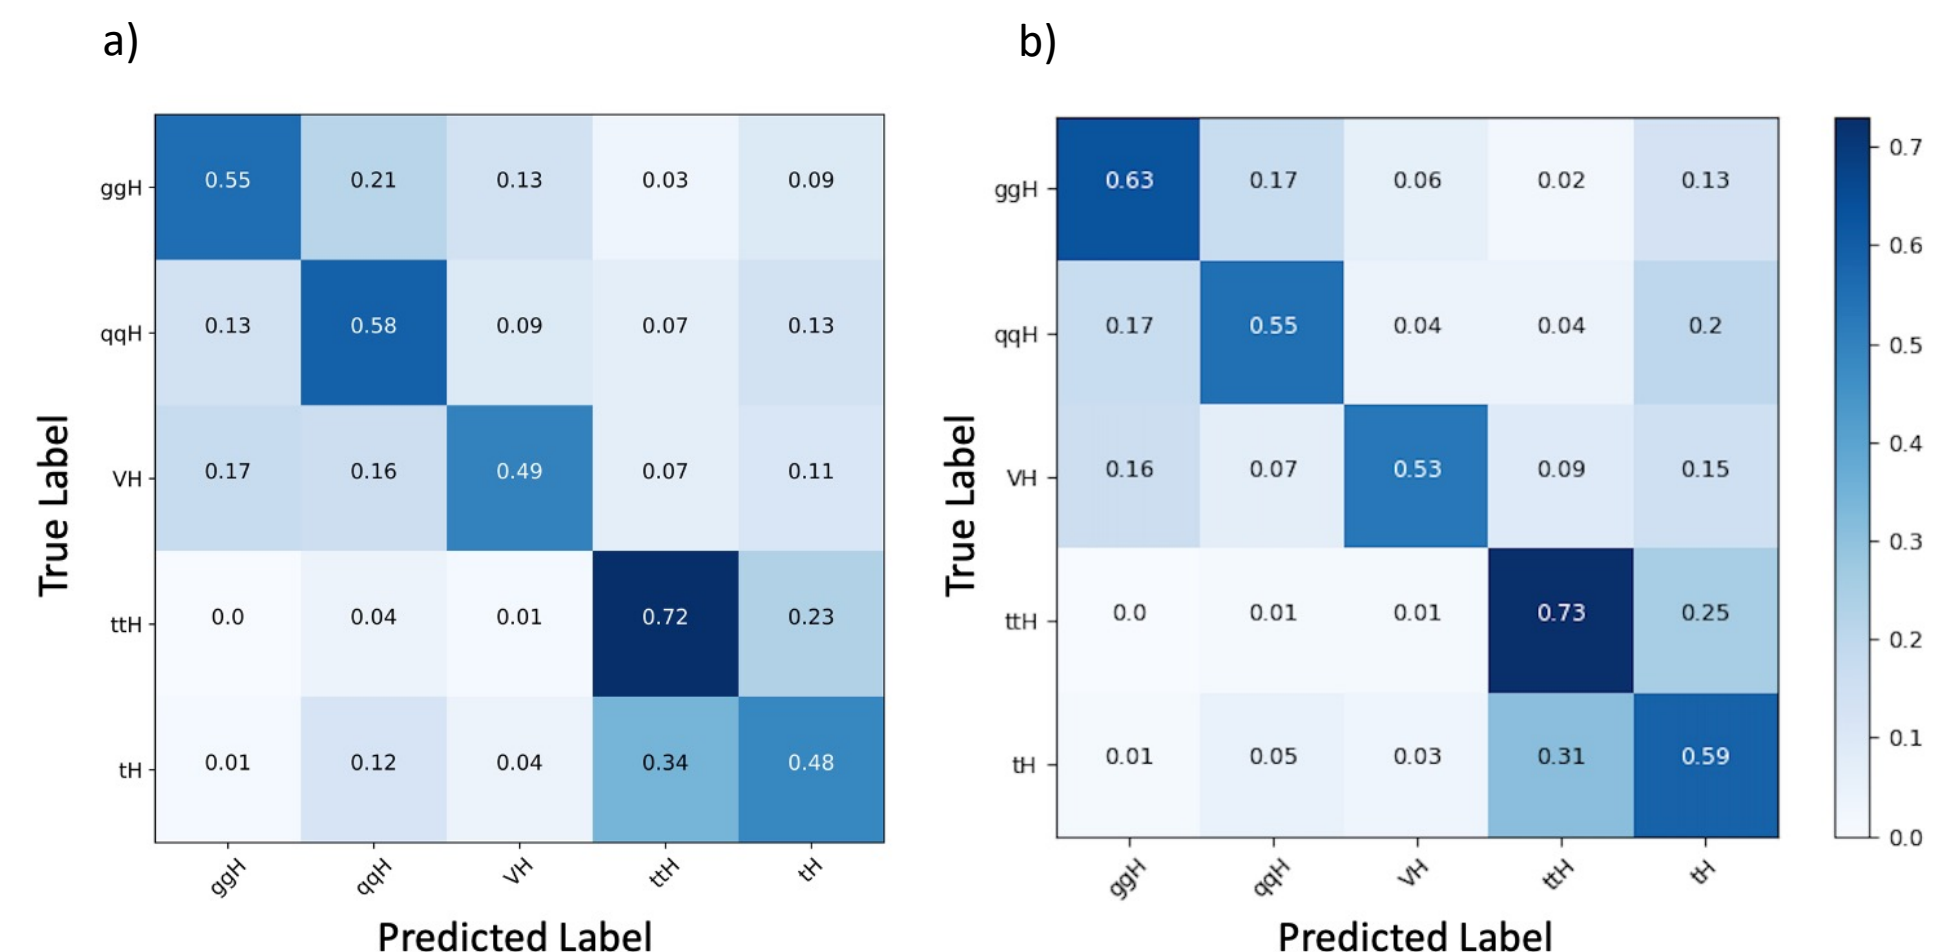 a)
ggH 0.55 0.21 0.13 0.03 0.09
qqH 0.13 0.58 0.09 0.07 0.13
VH 0.17 0.16 0.49 0.07 0.11
ttH 0.0 0.04 0.01 0.72 0.23
tH 0.01 0.12 0.04 0.34 0.48
True Label
ggH qqH VH ttH tH
Predicted Label
b)
ggH 0.63 0.17 0.06 0.02 0.13
qqH 0.17 0.55 0.04 0.04 0.2
VH 0.16 0.07 0.53 0.09 0.15
ttH 0.0 0.01 0.01 0.73 0.25
tH 0.01 0.05 0.03 0.31 0.59
True Label
ggH qqH VH ttH tH
Predicted Label
0.7
0.6
0.5
0.4
0.3
0.2
0.1
0.0